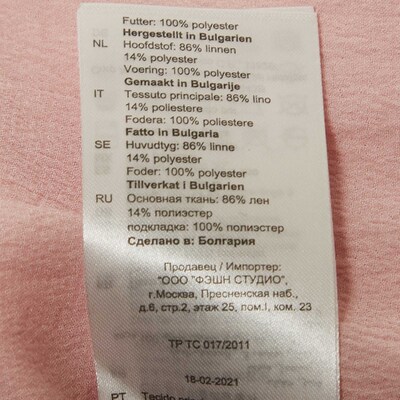 Futter: 100% polyester
Hergestellt in Bulgarien
NL Hoofdstof: 86% linnen
14% polyester
Voering: 100% polyester
Gemaakt in Bulgarije
IT Tessuto principale: 86% lino
14% poliestere
Fodera: 100% poliestere
Fatto in Bulgaria
SE Huvudtyg: 86% linne
14% polyester
Foder: 100% polyester
Tillverkat i Bulgarien
RU Основная ткань: 86% лен
14% полиэстер
подкладка: 100% полиэстер
Сделано в: Болгария
Продавец / Импортер:
"ООО "ФЭШН СТУДИО",
г.Москва, Пресненская наб.,
д.6, стр.2, этаж 25, пом.I, ком. 23
ТР ТС 017/2011
18-02-2021
PT Tecido